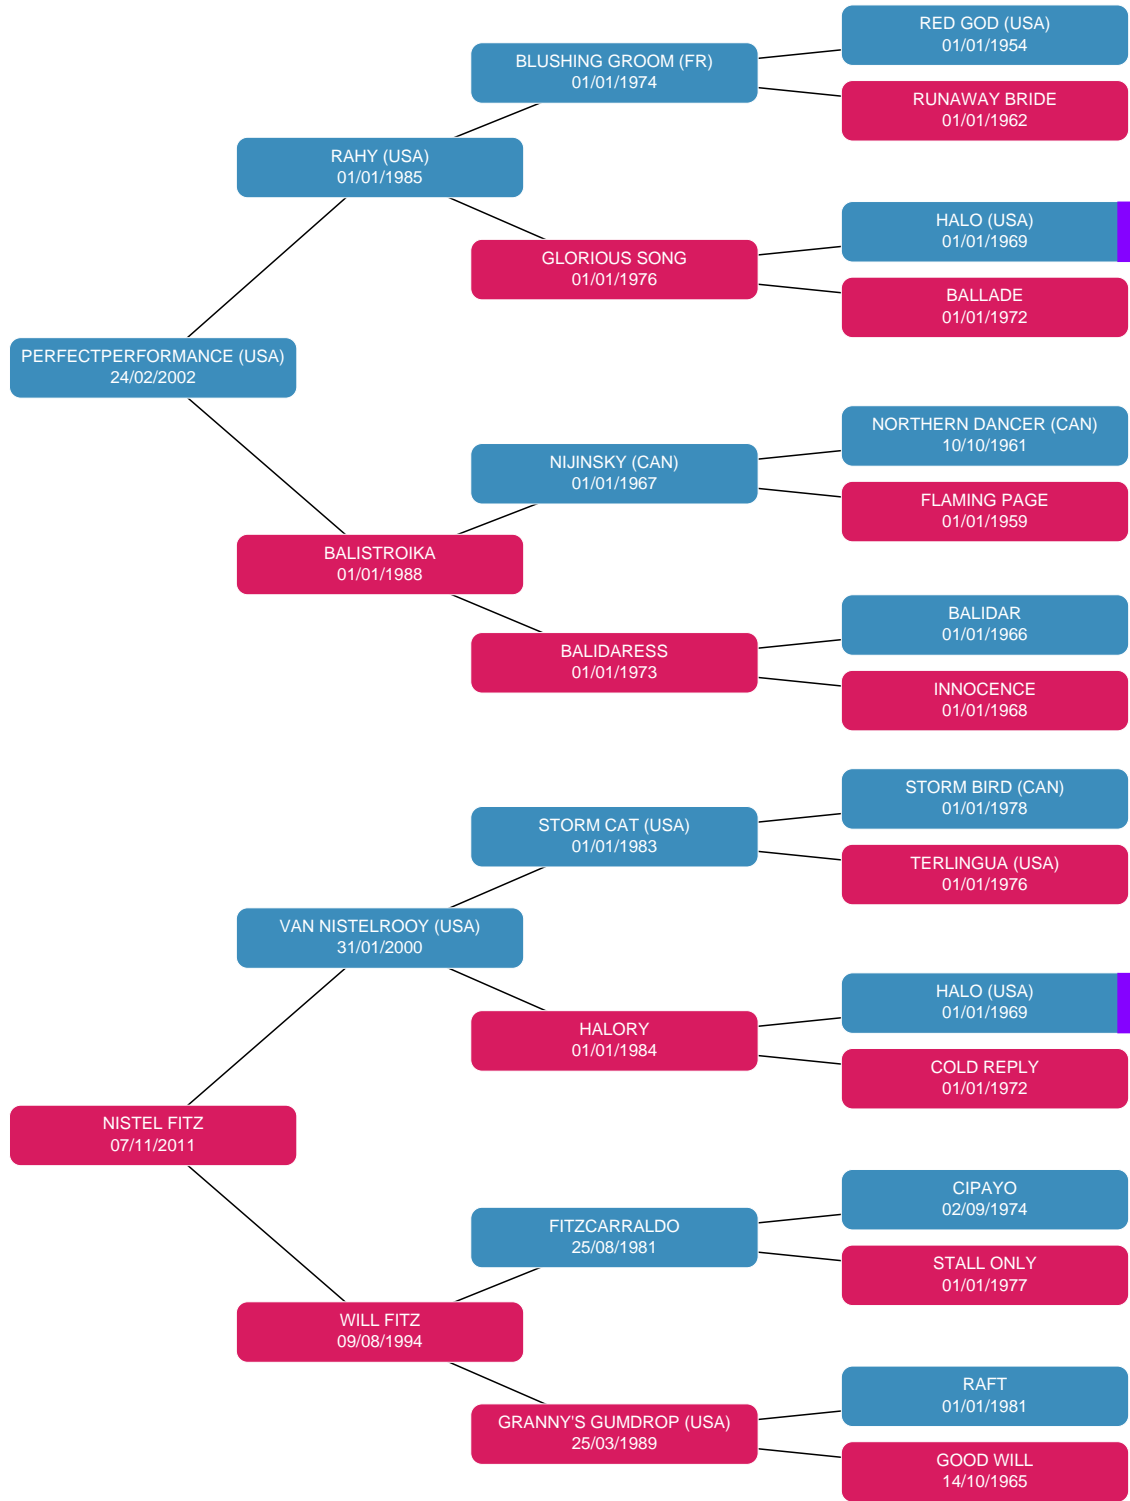 RED GOD (USA)
01/01/1954
BLUSHING GROOM (FR)
01/01/1974
RUNAWAY BRIDE
01/01/1962
RAHY (USA)
01/01/1985
HALO (USA)
01/01/1969
GLORIOUS SONG
01/01/1976
BALLADE
01/01/1972
PERFECTPERFORMANCE (USA)
24/02/2002
NORTHERN DANCER (CAN)
10/10/1961
NIJINSKY (CAN)
01/01/1967
FLAMING PAGE
01/01/1959
BALISTROIKA
01/01/1988
BALIDAR
01/01/1966
BALIDARESS
01/01/1973
INNOCENCE
01/01/1968
STORM BIRD (CAN)
01/01/1978
STORM CAT (USA)
01/01/1983
TERLINGUA (USA)
01/01/1976
VAN NISTELROOY (USA)
31/01/2000
HALO (USA)
01/01/1969
HALORY
01/01/1984
COLD REPLY
01/01/1972
NISTEL FITZ
07/11/2011
CIPAYO
02/09/1974
FITZCARRALDO
25/08/1981
STALL ONLY
01/01/1977
WILL FITZ
09/08/1994
RAFT
01/01/1981
GRANNY'S GUMDROP (USA)
25/03/1989
GOOD WILL
14/10/1965